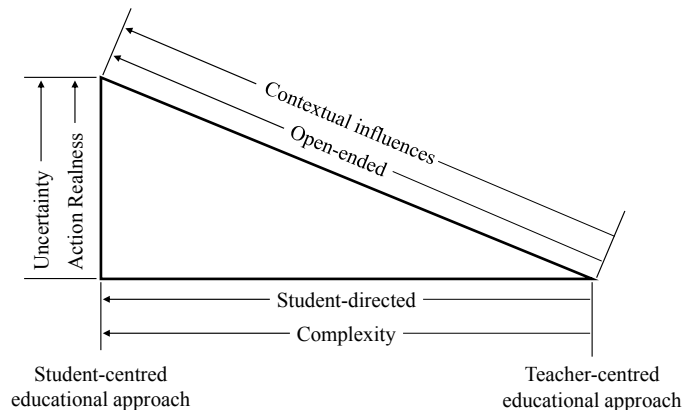 Contextual influences
Open-ended
Uncertainty
Action Realness
Student-directed
Complexity
Student-centred
educational approach
Teacher-centred
educational approach